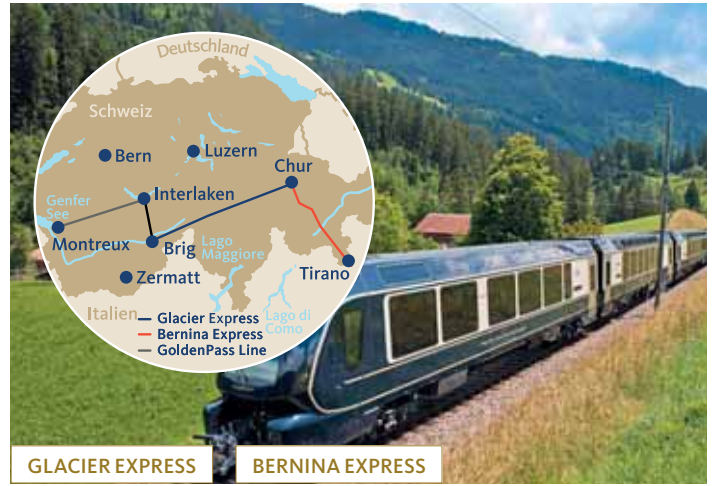 Deutschland
Schweiz
Bern
Luzern
Chur
Interlaken
Genfer
See
Montreux
Brig
Lago
Maggiore
Tirano
Zermatt
Italien
Lago di
Como
Glacier Express
Bernina Express
GoldenPass Line
GLACIER EXPRESS
BERNINA EXPRESS